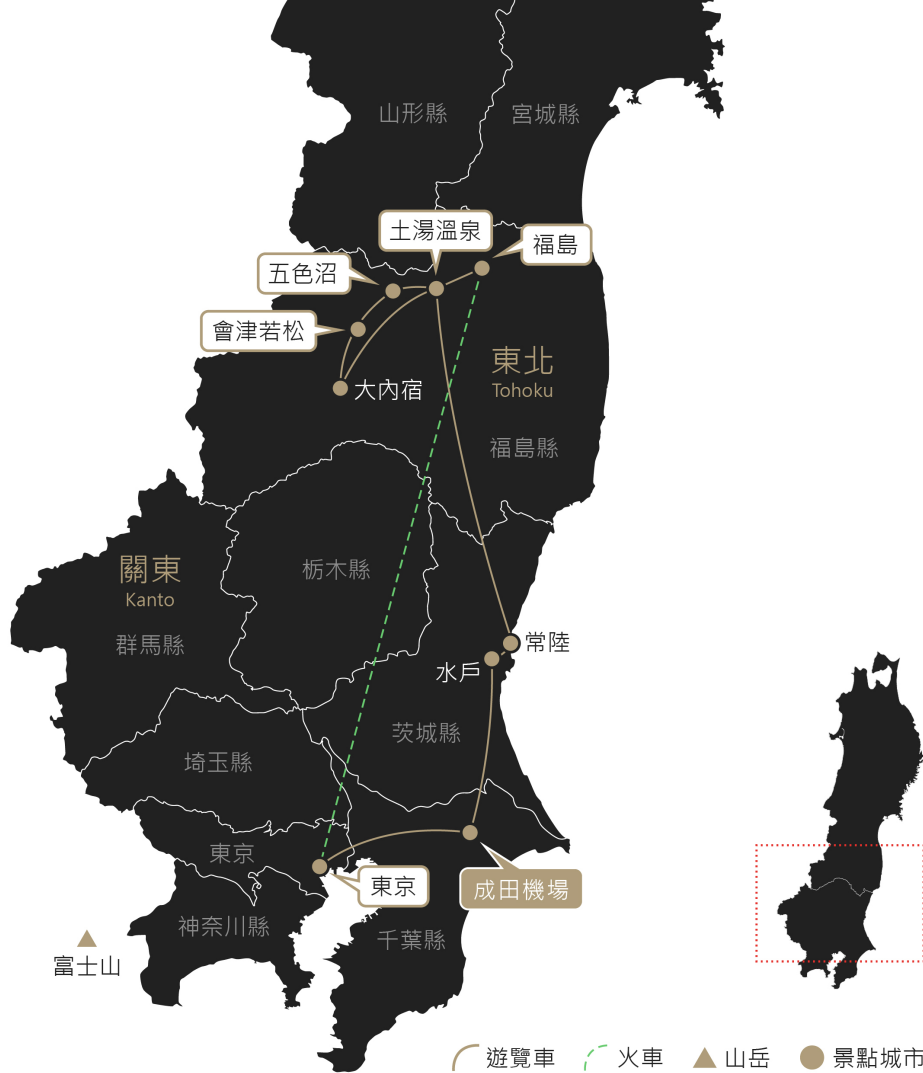 山形縣
宮城縣
土湯溫泉
福島
五色沼
會津若松
東北
Tohoku
大內宿
福島縣
關東
Kanto
栃木縣
群馬縣
常陸
水戶
茨城縣
埼玉縣
東京
東京
成田機場
神奈川縣
千葉縣
富士山
遊覽車
火車
山岳
景點城市